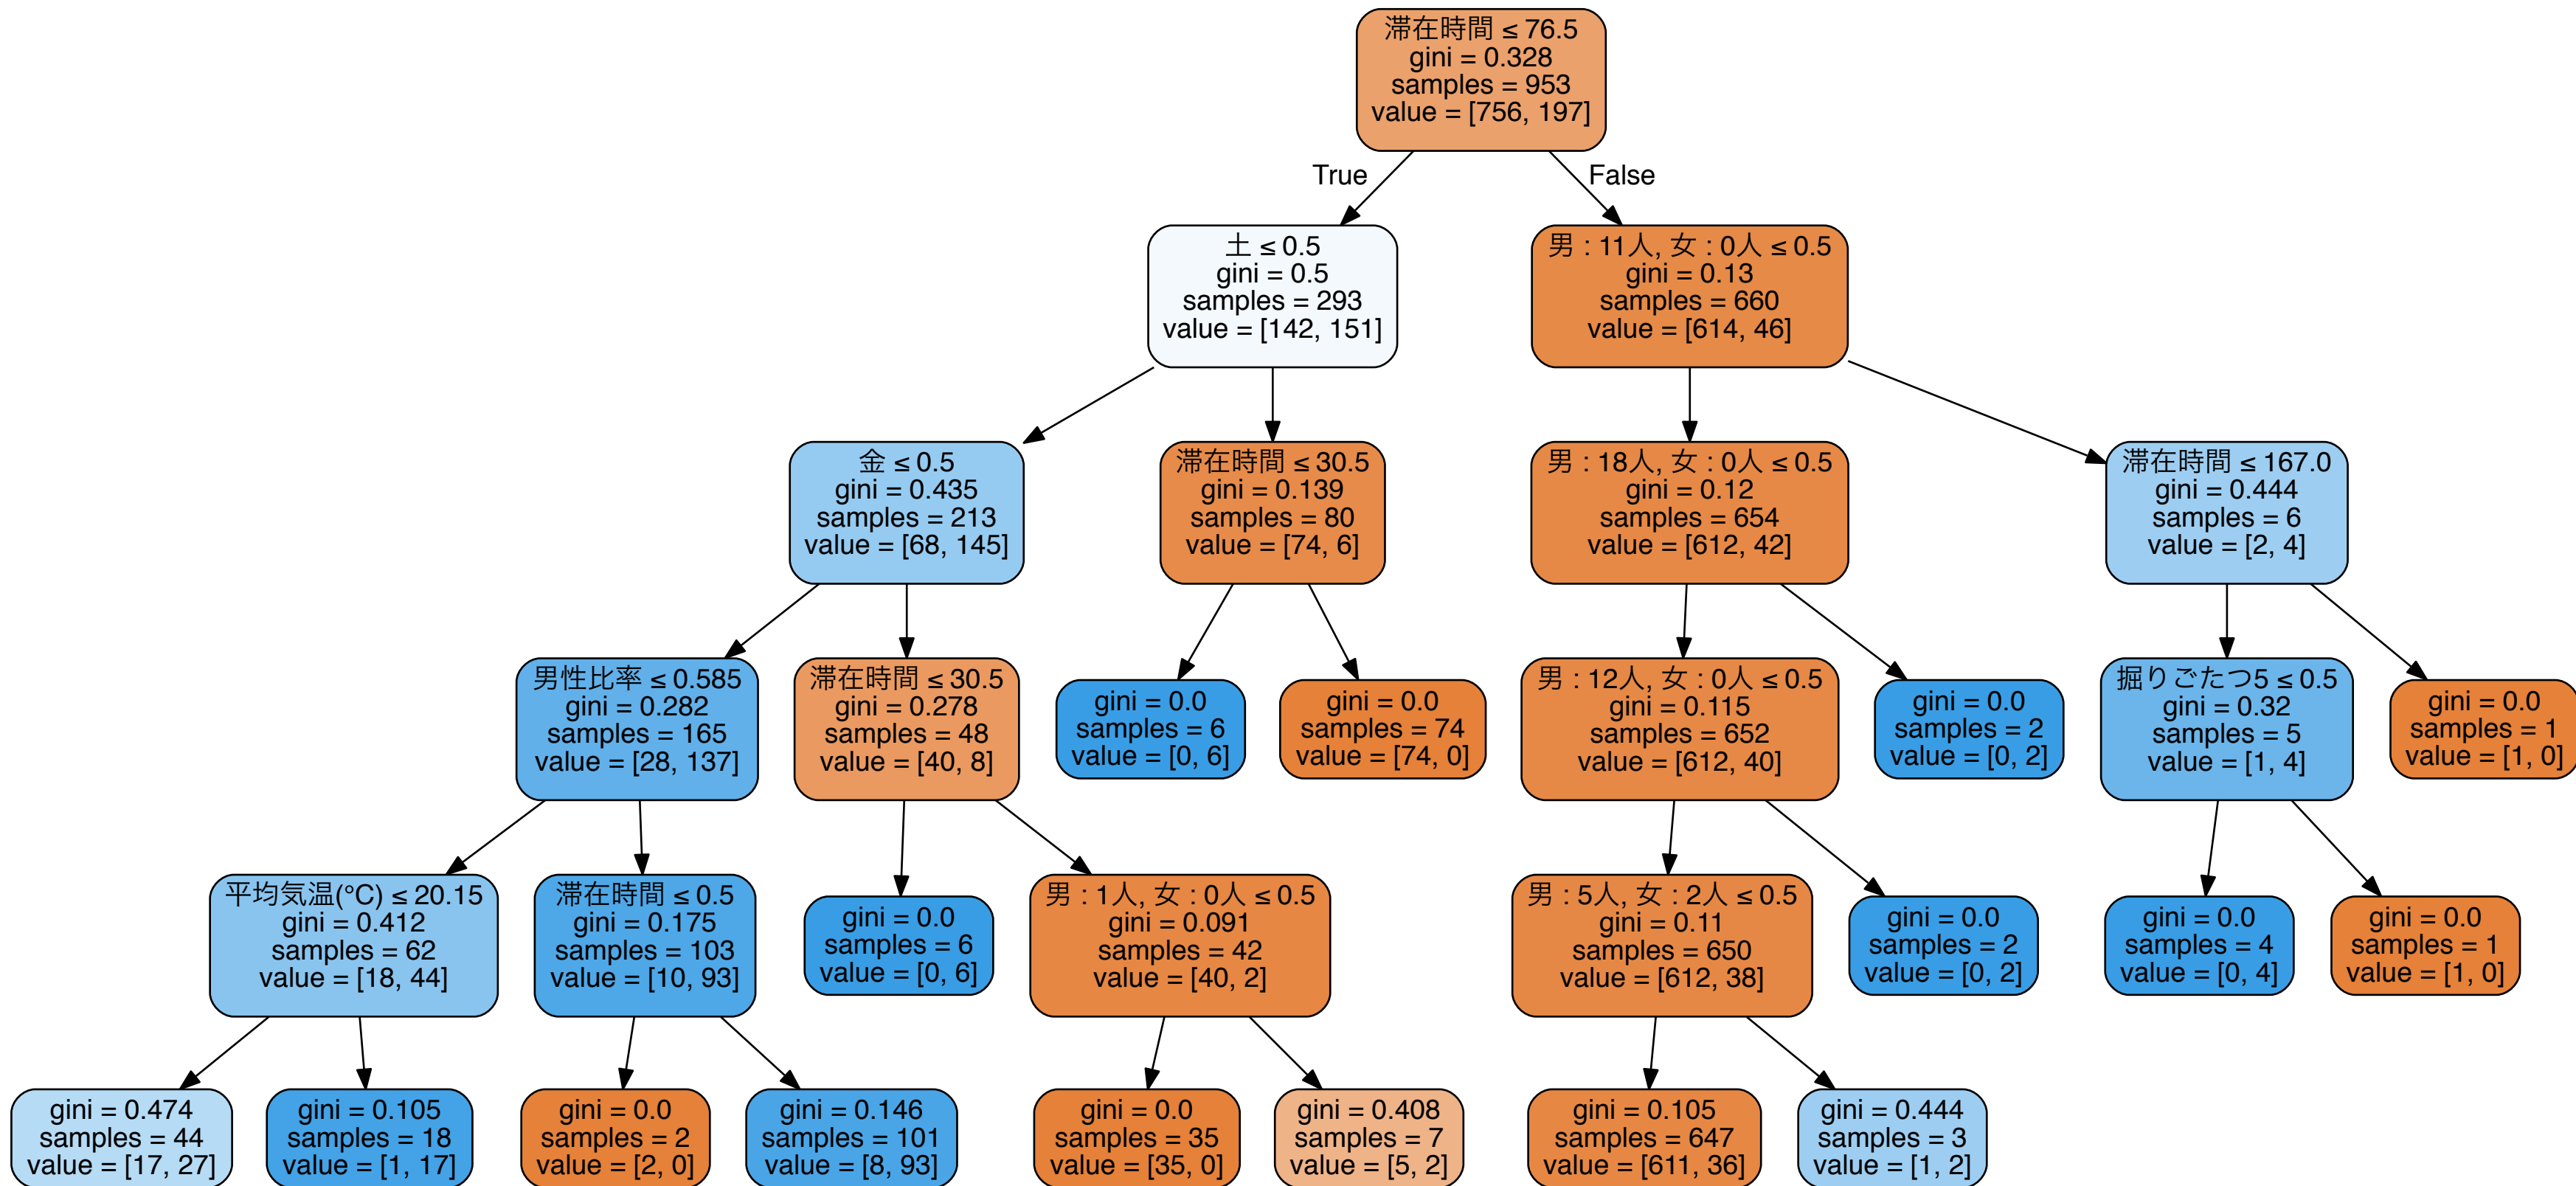 滞在時間 ≤ 76.5
gini = 0.328
samples = 953
value = [756, 197]
True
False
土 ≤ 0.5
gini = 0.5
samples = 293
value = [142, 151]
男 : 11人, 女 : 0人 ≤ 0.5
gini = 0.13
samples = 660
value = [614, 46]
金 ≤ 0.5
gini = 0.435
samples = 213
value = [68, 145]
滞在時間 ≤ 30.5
gini = 0.139
samples = 80
value = [74, 6]
男 : 18人, 女 : 0人 ≤ 0.5
gini = 0.12
samples = 654
value = [612, 42]
滞在時間 ≤ 167.0
gini = 0.444
samples = 6
value = [2, 4]
男性比率 ≤ 0.585
gini = 0.282
samples = 165
value = [28, 137]
滞在時間 ≤ 30.5
gini = 0.278
samples = 48
value = [40, 8]
gini = 0.0
samples = 6
value = [0, 6]
gini = 0.0
samples = 74
value = [74, 0]
男 : 12人, 女 : 0人 ≤ 0.5
gini = 0.115
samples = 652
value = [612, 40]
gini = 0.0
samples = 2
value = [0, 2]
掘りごたつ5 ≤ 0.5
gini = 0.32
samples = 5
value = [1, 4]
gini = 0.0
samples = 1
value = [1, 0]
平均気温(℃) ≤ 20.15
gini = 0.412
samples = 62
value = [18, 44]
滞在時間 ≤ 0.5
gini = 0.175
samples = 103
value = [10, 93]
gini = 0.0
samples = 6
value = [0, 6]
男 : 1人, 女 : 0人 ≤ 0.5
gini = 0.091
samples = 42
value = [40, 2]
男 : 5人, 女 : 2人 ≤ 0.5
gini = 0.11
samples = 650
value = [612, 38]
gini = 0.0
samples = 2
value = [0, 2]
gini = 0.0
samples = 4
value = [0, 4]
gini = 0.0
samples = 1
value = [1, 0]
gini = 0.474
samples = 44
value = [17, 27]
gini = 0.105
samples = 18
value = [1, 17]
gini = 0.0
samples = 2
value = [2, 0]
gini = 0.146
samples = 101
value = [8, 93]
gini = 0.0
samples = 35
value = [35, 0]
gini = 0.408
samples = 7
value = [5, 2]
gini = 0.105
samples = 647
value = [611, 36]
gini = 0.444
samples = 3
value = [1, 2]